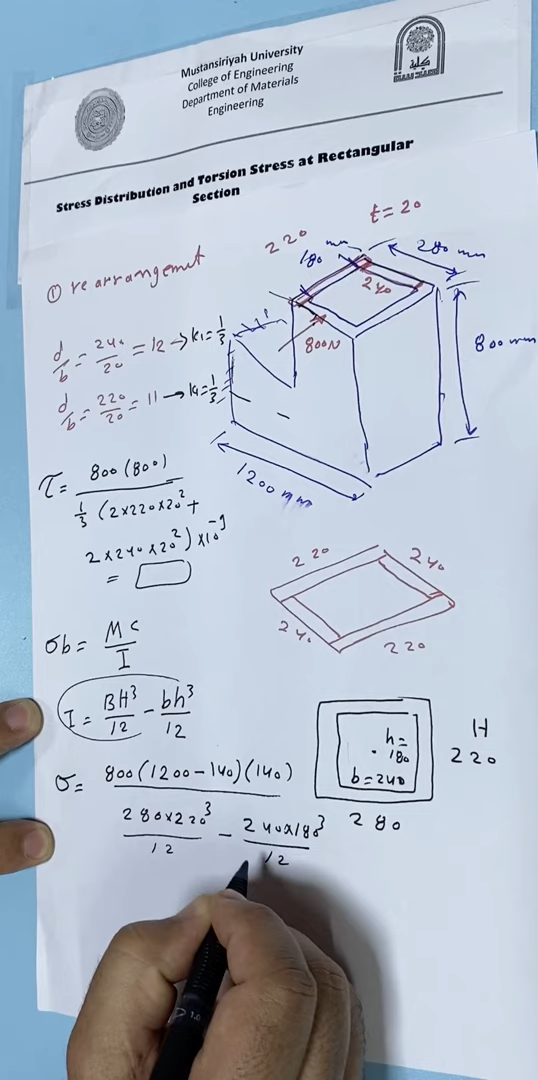 Mustansiriyah University
College of Engineering
Department of Materials
Engineering
Stress Distribution and Torsion Stress at Rectangular
Section
① rearrangemnt
t = 20
220
180 mm
280 mm
240
800N
800 mm
1200 mm
d/b = 240/20 = 12 → k1 = 1/3
d/b = 220/20 = 11 → k1 = 1/3
τ = 800(800) / 1/3 (2×220×20² +
2×240×20²) ×10⁻⁹
=
220
240
240
220
σb = Mc/I
I = BH³/12 - bh³/12
h=
180
b=240
H
220
280
σ = 800(1200-140)(140)
280×220³/12 - 240×180³/12